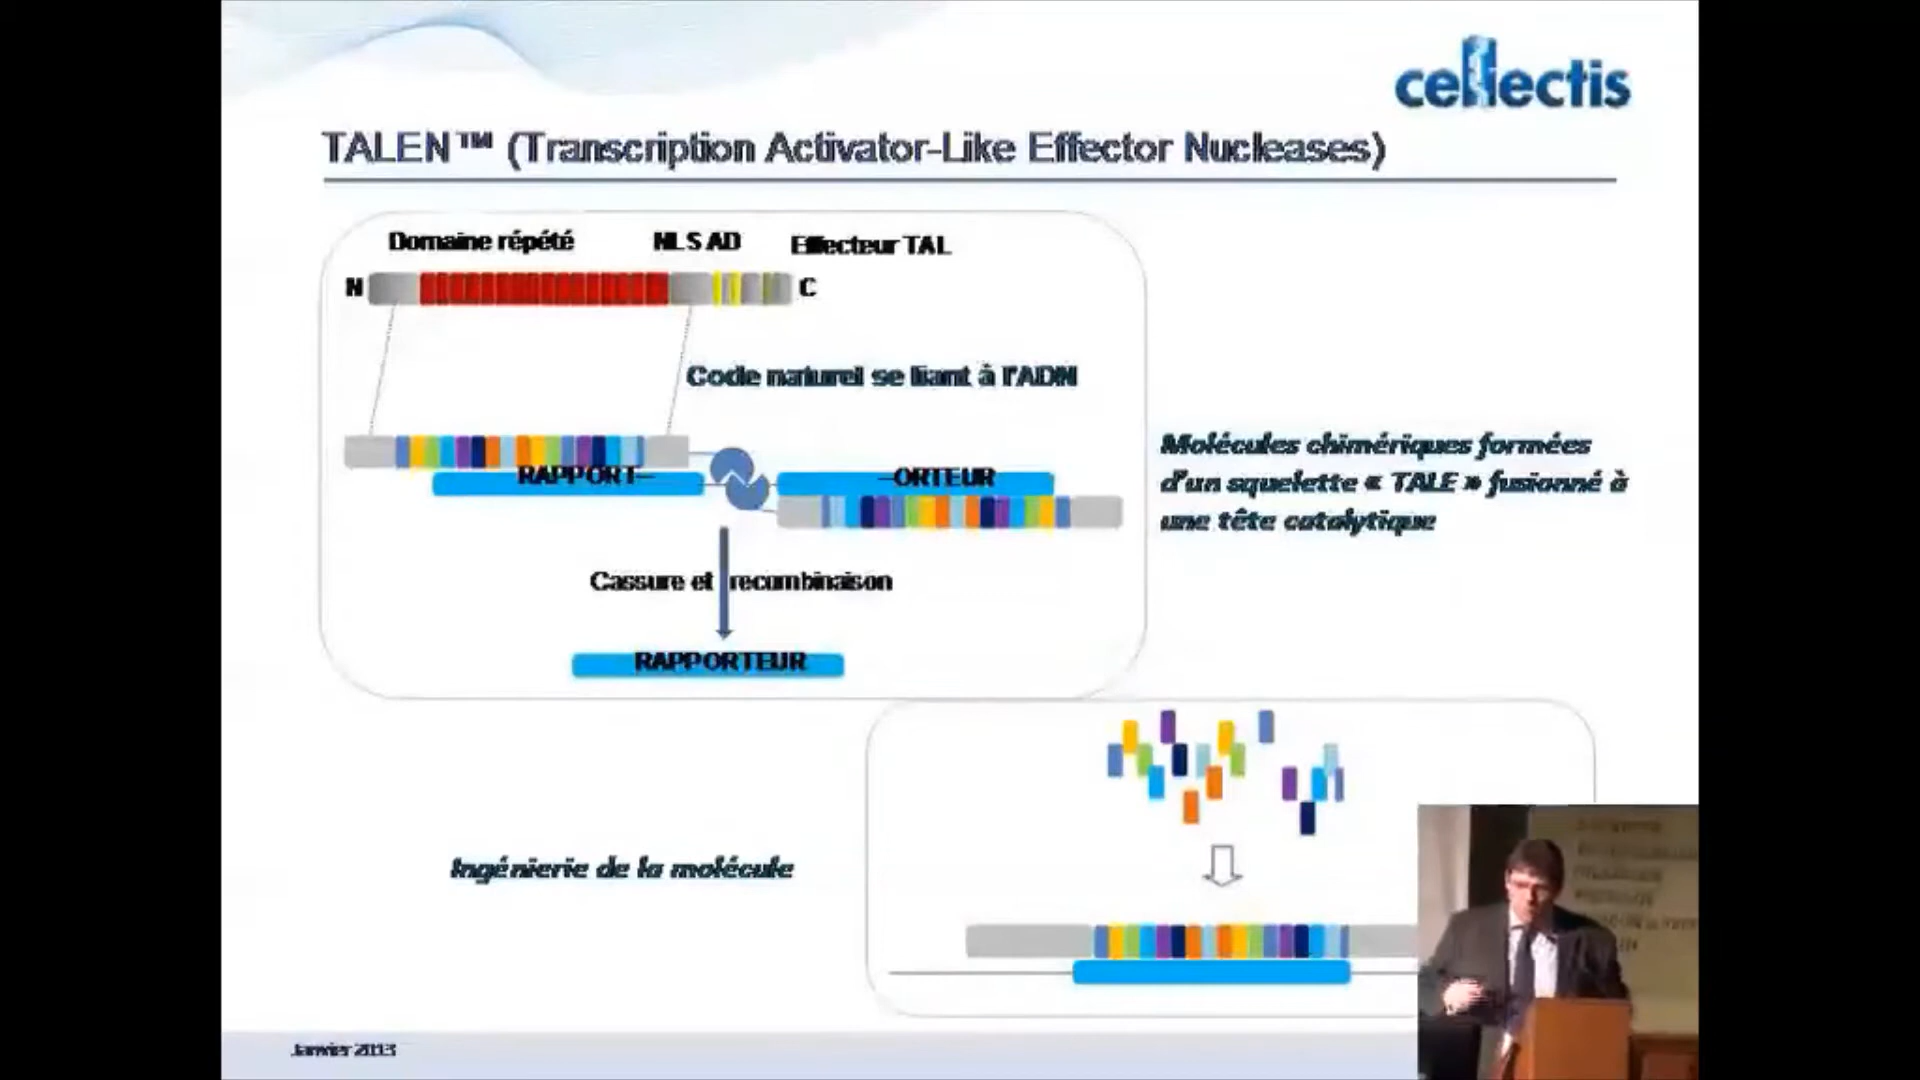 cellectis
TALEN™ (Transcription Activator-Like Effector Nucleases)
Domaine répété NLS AD Effecteur TAL
N C
Code naturel se liant à l'ADN
RAPPORT– –ORTEUR
Molécules chimériques formées
d'un squelette « TALE » fusionné à
une tête catalytique
Cassure et recombinaison
RAPPORTEUR
Ingénierie de la molécule
Janvier 2013